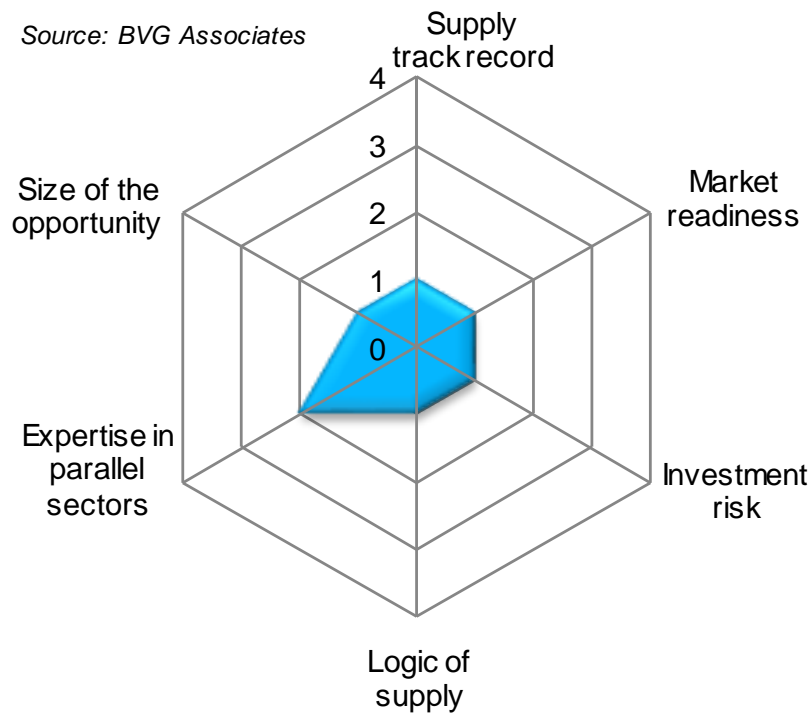 Source: BVG Associates
Supply
track record
4
3
2
1
0
Size of the
opportunity
Market
readiness
Expertise in
parallel
sectors
Investment
risk
Logic of
supply